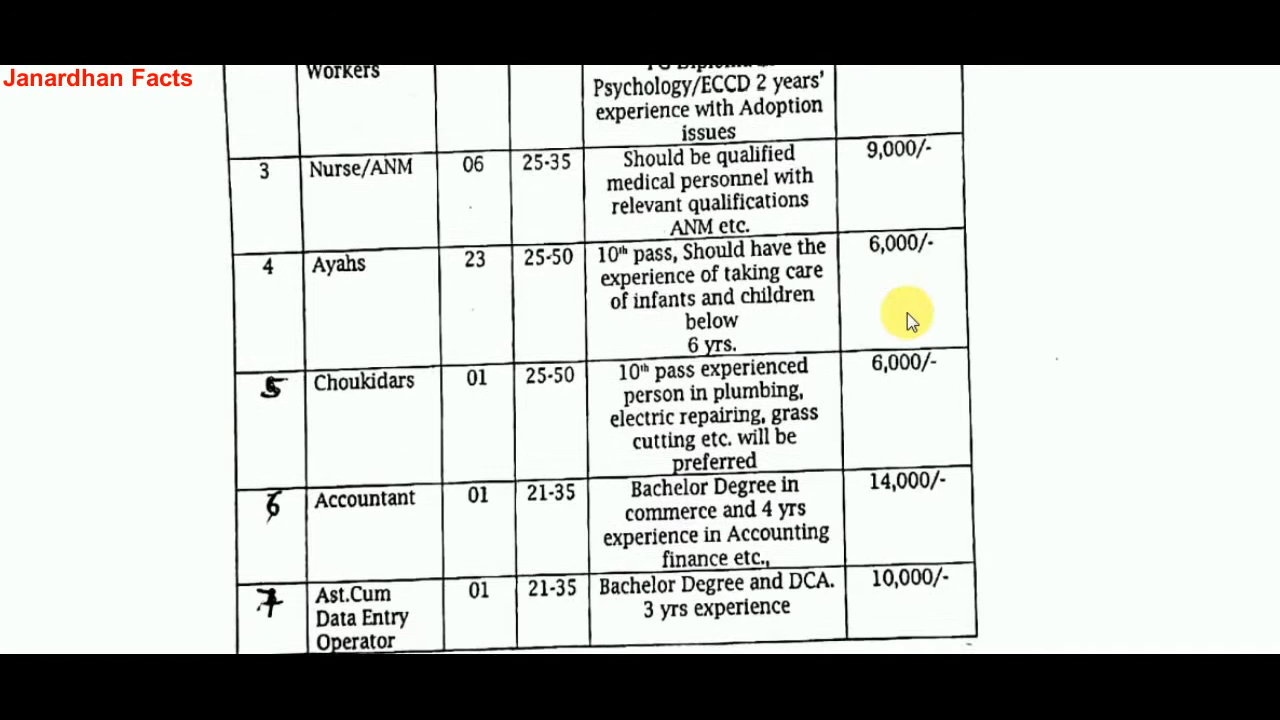 Janardhan Facts
Workers
Psychology/ECCD 2 years'
experience with Adoption
issues
3 Nurse/ANM 06 25-35 Should be qualified 9,000/-
medical personnel with
relevant qualifications
ANM etc.
4 Ayahs 23 25-50 10th pass, Should have the 6,000/-
experience of taking care
of infants and children
below
6 yrs.
5 Choukidars 01 25-50 10th pass experienced 6,000/-
person in plumbing,
electric repairing, grass
cutting etc. will be
preferred
6 Accountant 01 21-35 Bachelor Degree in 14,000/-
commerce and 4 yrs
experience in Accounting
finance etc.,
7 Ast.Cum 01 21-35 Bachelor Degree and DCA. 10,000/-
Data Entry 3 yrs experience
Operator